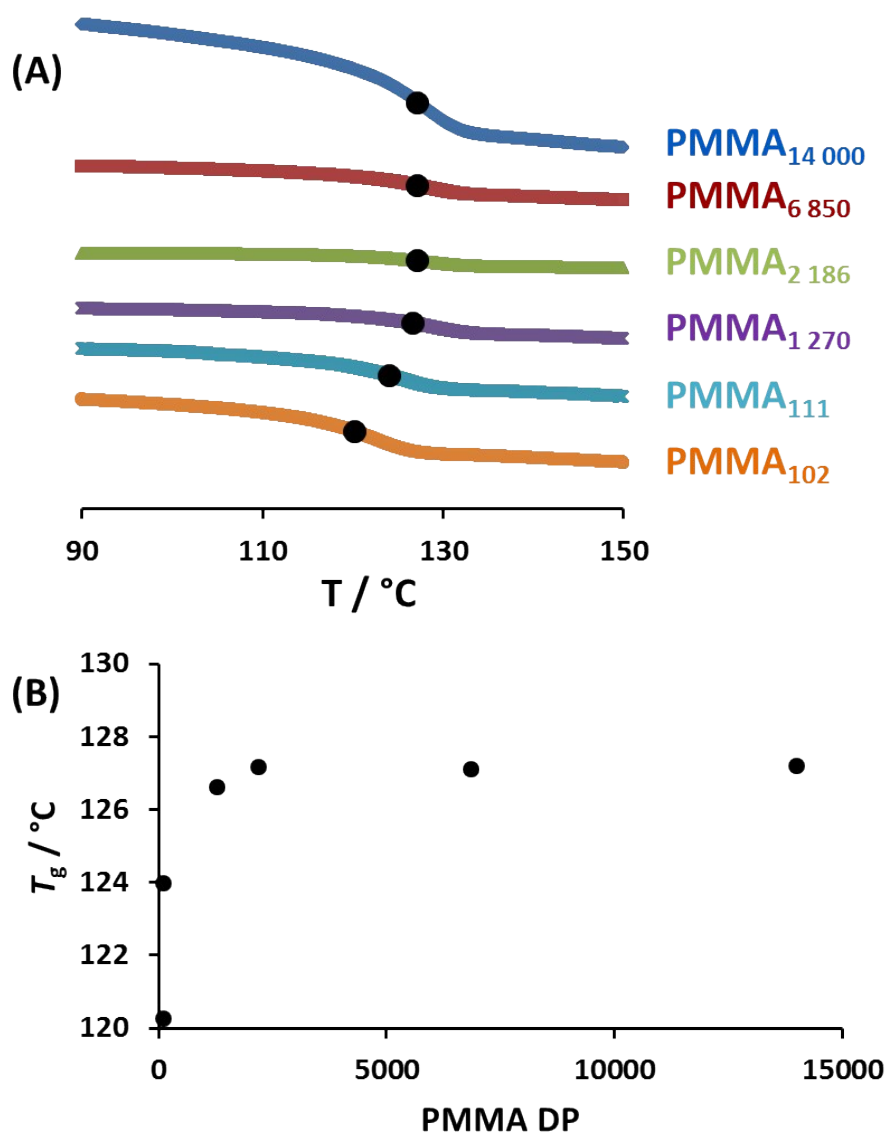 (A)
PMMA14 000
PMMA6 850
PMMA2 186
PMMA1 270
PMMA111
PMMA102
90 110 130 150
T / °C
(B)
130
128
126
124
122
120
Tg / °C
0 5000 10000 15000
PMMA DP